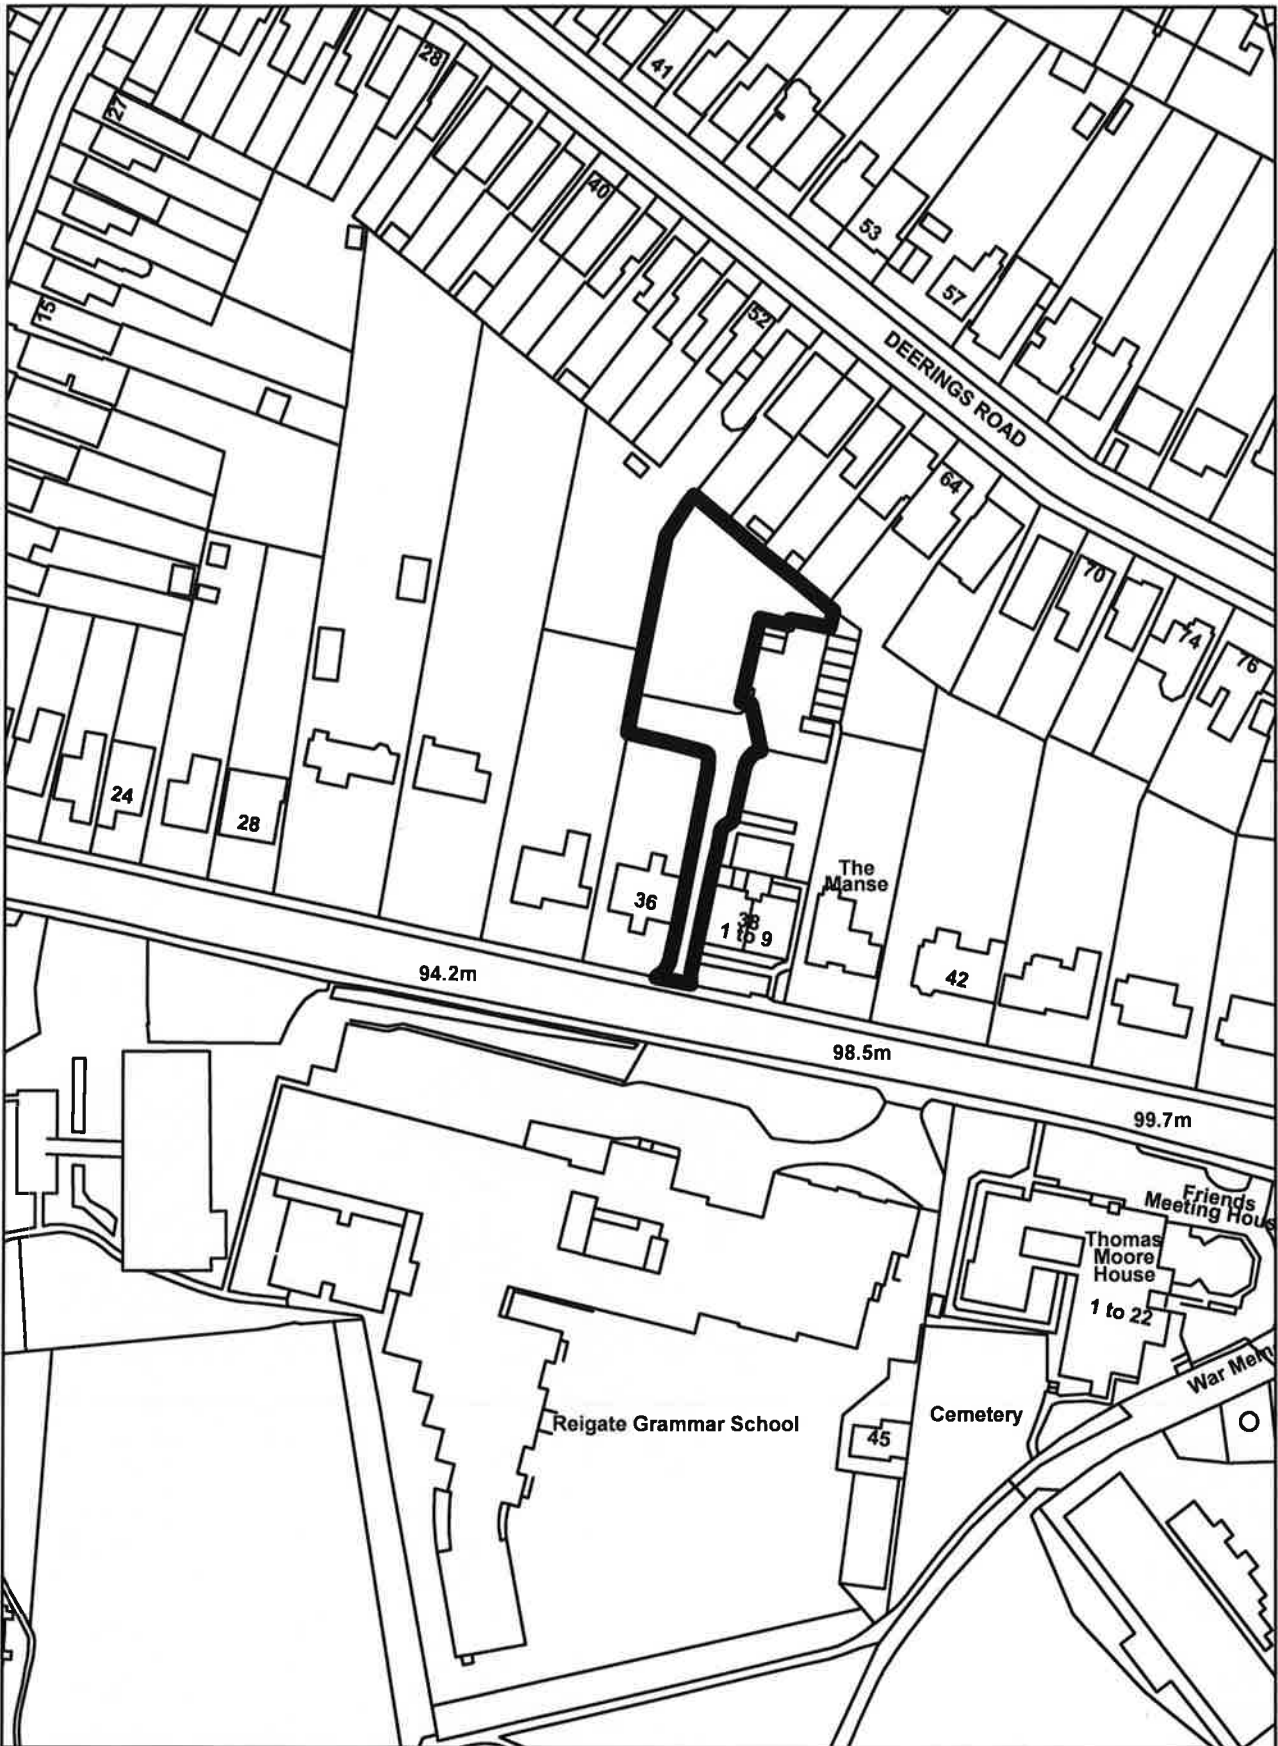 28
41
27
40
53
57
15
52
DEERINGS ROAD
64
70
74
76
24
28
36
38
1 to 9
The
Manse
42
94.2m
98.5m
99.7m
Friends
Meeting Hous
Thomas
Moore
House
1 to 22
War Mem
Reigate Grammar School
45
Cemetery